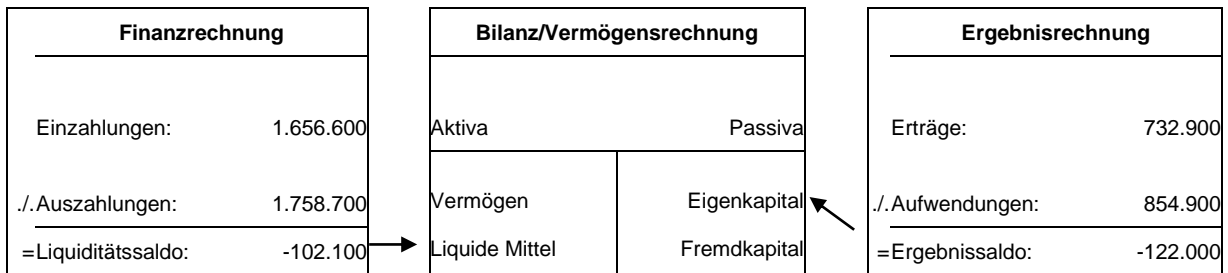 Finanzrechnung
Einzahlungen: 1.656.600
./. Auszahlungen: 1.758.700
= Liquiditätssaldo: -102.100
Bilanz/Vermögensrechnung
Aktiva Passiva
Vermögen Eigenkapital
Liquide Mittel Fremdkapital
Ergebnisrechnung
Erträge: 732.900
./. Aufwendungen: 854.900
= Ergebnissaldo: -122.000